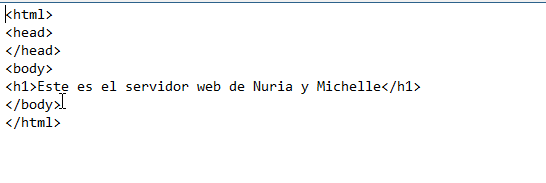 <html>
<head>
</head>
<body>
<h1>Este es el servidor web de Nuria y Michelle</h1>
</body>
</html>